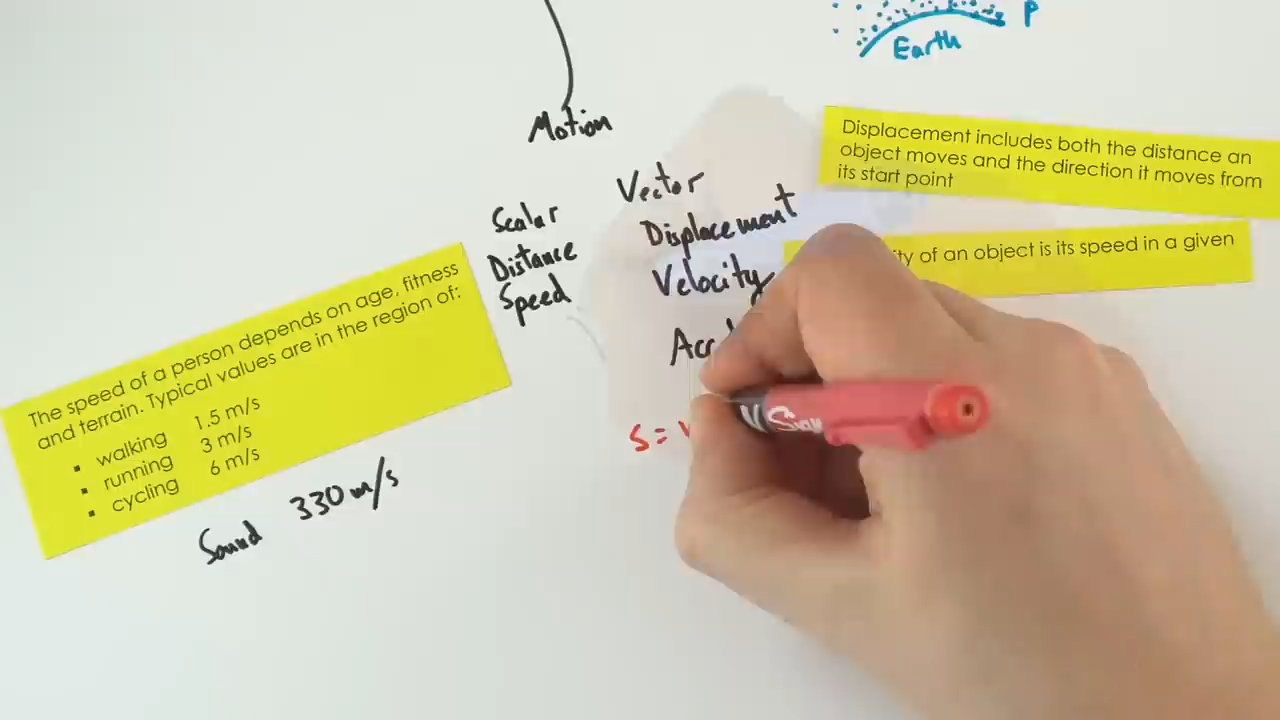 P
Earth
Motion
Displacement includes both the distance an
object moves and the direction it moves from
its start point
Scalar
Distance
Speed
Vector
Displacement
Velocity
of an object is its speed in a given
The speed of a person depends on age, fitness
and terrain. Typical values are in the region of:
▪ walking 1.5 m/s
▪ running 3 m/s
▪ cycling 6 m/s
Sound 330 m/s
s =